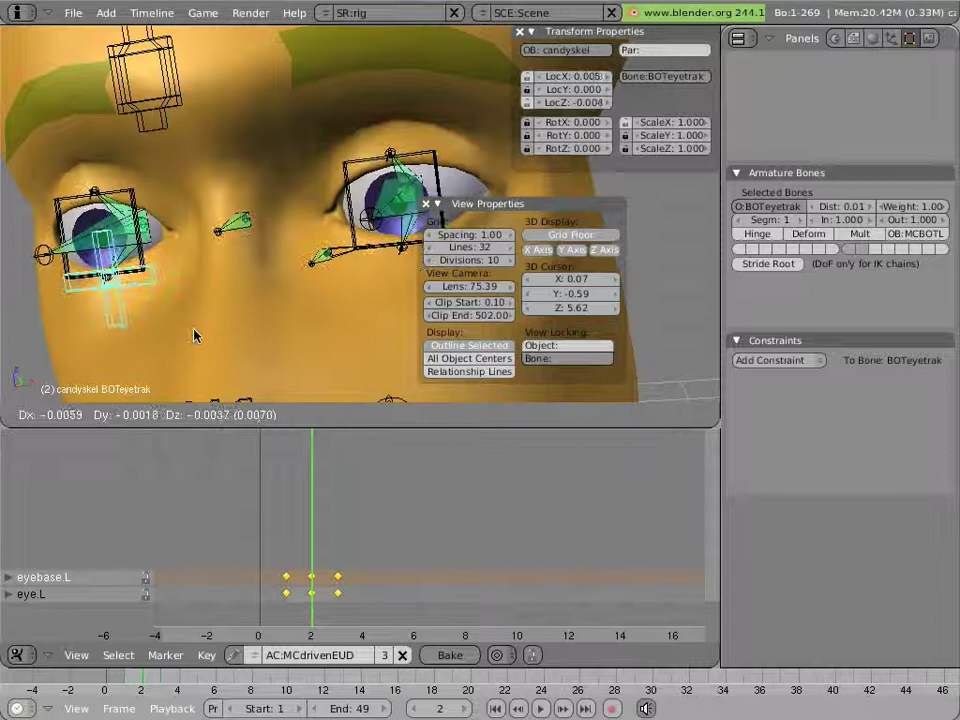 File Add Timeline Game Render Help SR:rig SCE:Scene www.blender.org 244.1 Bo:1-269 | Mem:20.42M (0.33M)
Transform Properties
OB: candyskel Par:
LocX: 0.005 Bone:BOTeyetrak
LocY: 0.000
LocZ: -0.004
RotX: 0.000 ScaleX: 1.000
RotY: 0.000 ScaleY: 1.000
RotZ: 0.000 ScaleZ: 1.000
View Properties
Grid: 3D Display:
Spacing: 1.00 Grid Floor
Lines: 32 X Axis Y Axis Z Axis
Divisions: 10 3D Cursor:
View Camera: X: 0.07
Lens: 75.39 Y: -0.59
Clip Start: 0.10 Z: 5.62
Clip End: 502.00
Display: View Locking:
Outline Selected Object:
All Object Centers Bone:
Relationship Lines
(2) candyskel BOTeyetrak
Dx: -0.0059 Dy: -0.0016 Dz: -0.0037 (0.0070)
Panels
Armature Bones
Selected Bones
O:BOTeyetrak Dist: 0.01 Weight: 1.00
Segm: 1 In: 1.000 Out: 1.000
Hinge Deform Mult OB:MCBOTL
Stride Root (DoF only for IK chains)
Constraints
Add Constraint To Bone: BOTeyetrak
eyebase.L
eye.L
-6 -4 -2 0 2 4 6 8 10 12 14 16
View Select Marker Key AC:MCdrivenEUD 3 Bake
-4 -2 0 2 4 6 8 10 12 14 16 18 20 22 24 26 28 30 32 34 36 38 40 42 44 46
View Frame Playback Pr Start: 1 End: 49 2